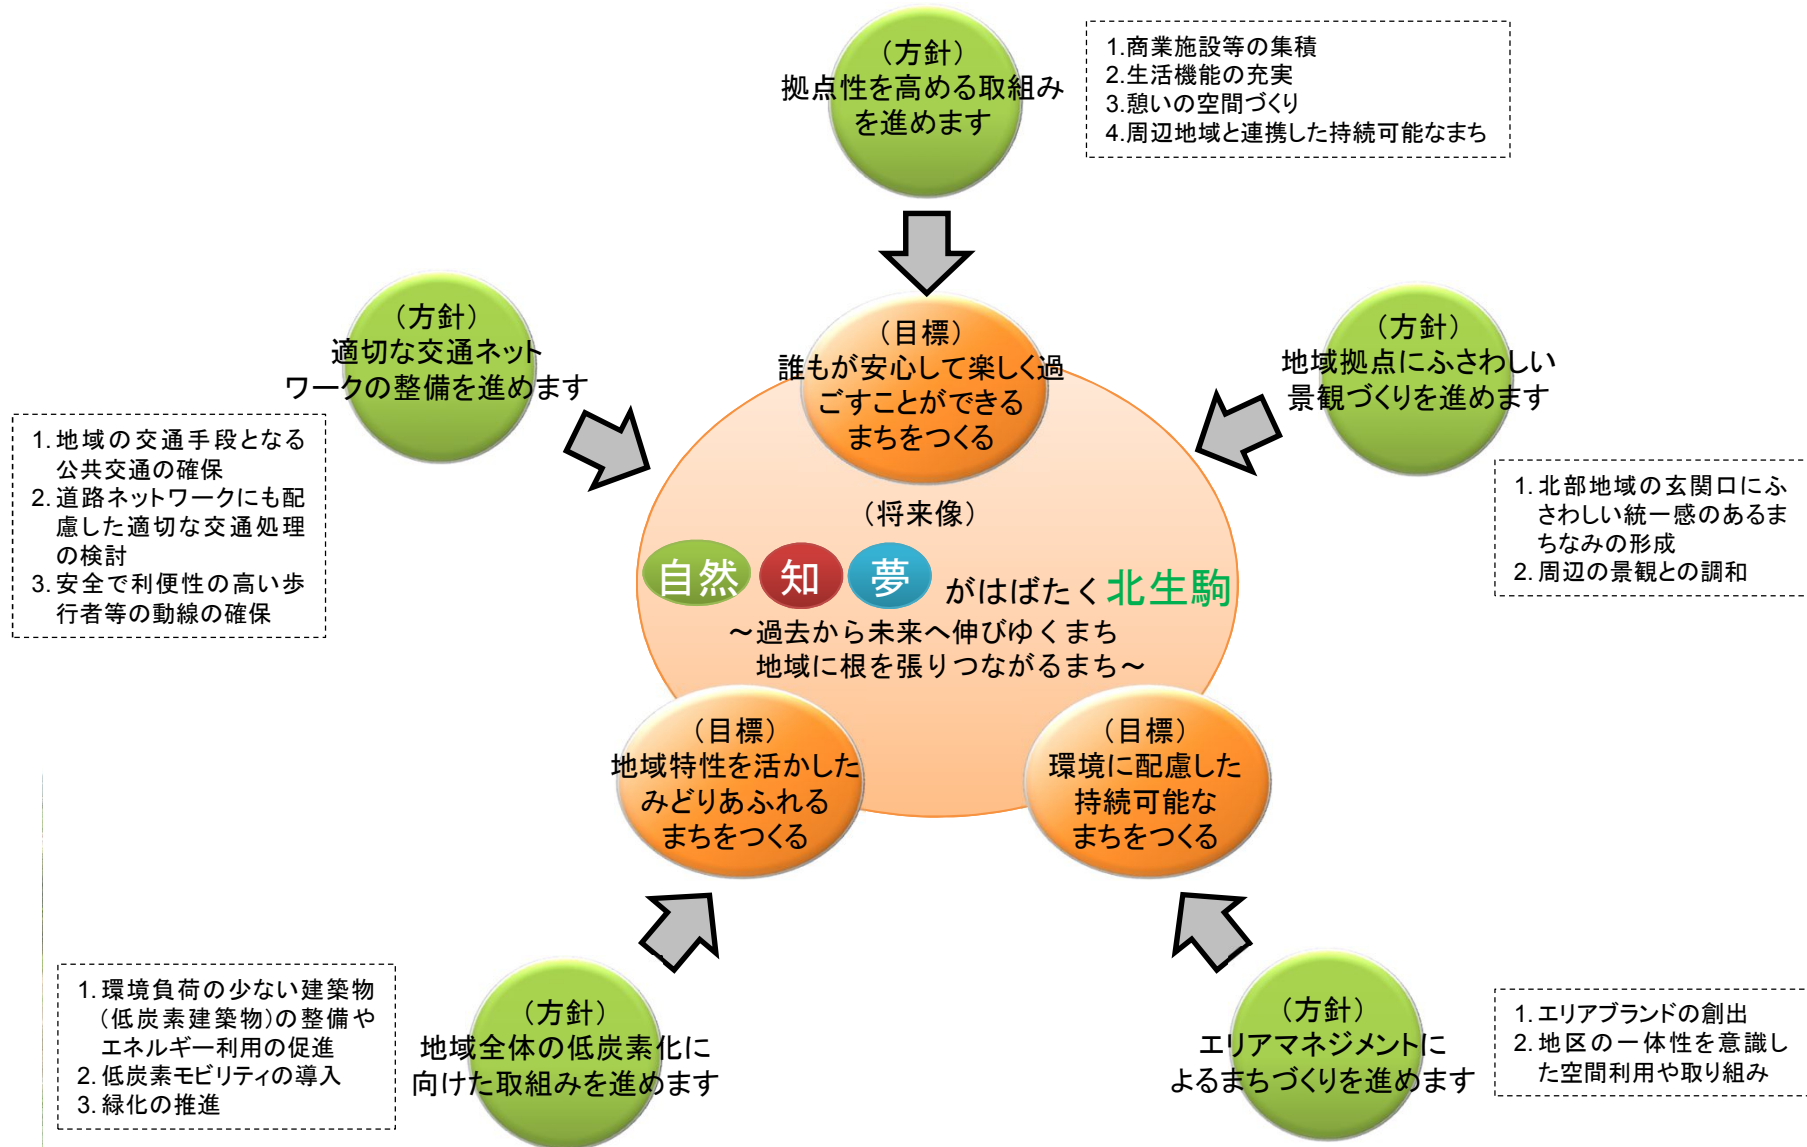 （方針）
拠点性を高める取組み
を進めます
1.商業施設等の集積
2.生活機能の充実
3.憩いの空間づくり
4.周辺地域と連携した持続可能なまち
（方針）
適切な交通ネット
ワークの整備を進めます
1.地域の交通手段となる
公共交通の確保
2.道路ネットワークにも配
慮した適切な交通処理
の検討
3.安全で利便性の高い歩
行者等の動線の確保
（目標）
誰もが安心して楽しく過
ごすことができる
まちをつくる
（方針）
地域拠点にふさわしい
景観づくりを進めます
1.北部地域の玄関口にふ
さわしい統一感のあるま
ちなみの形成
2.周辺の景観との調和
（将来像）
自然 知 夢 がはばたく 北生駒
～過去から未来へ伸びゆくまち
地域に根を張りつながるまち～
（目標）
地域特性を活かした
みどりあふれる
まちをつくる
（目標）
環境に配慮した
持続可能な
まちをつくる
1.環境負荷の少ない建築物
（低炭素建築物）の整備や
エネルギー利用の促進
2.低炭素モビリティの導入
3.緑化の推進
（方針）
地域全体の低炭素化に
向けた取組みを進めます
（方針）
エリアマネジメントに
よるまちづくりを進めます
1.エリアブランドの創出
2.地区の一体性を意識し
た空間利用や取り組み